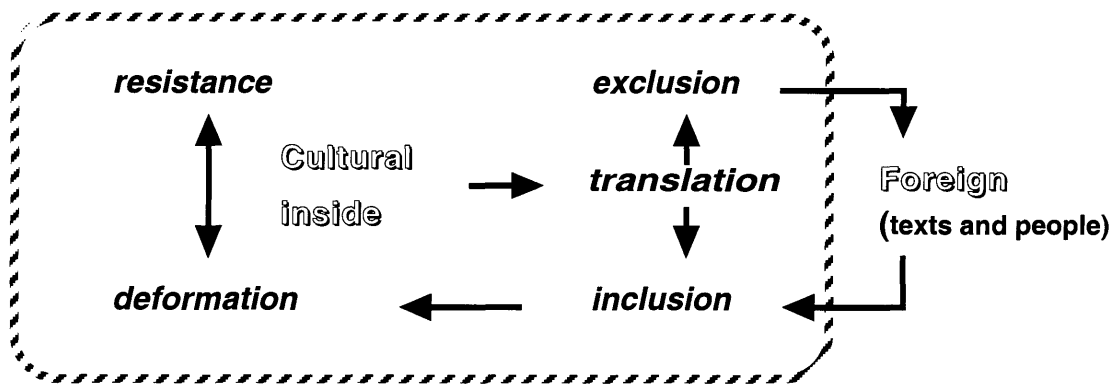 resistance
exclusion
Cultural
inside
translation
Foreign
(texts and people)
deformation
inclusion